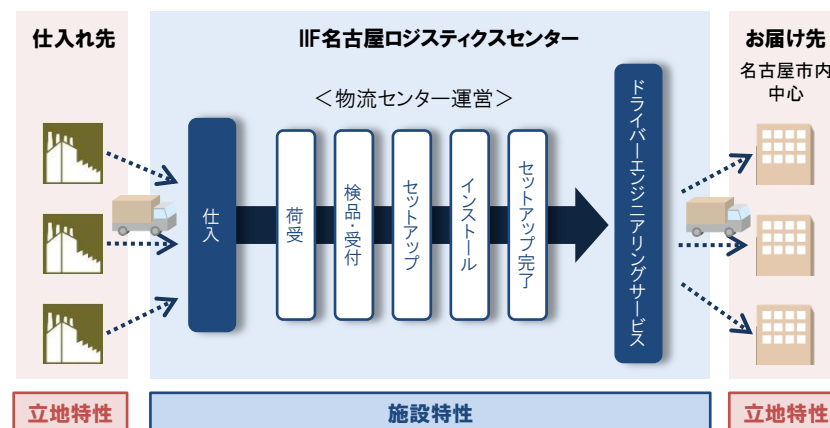 仕入れ先
IIF名古屋ロジスティクスセンター
お届け先
名古屋市内
中心
＜物流センター運営＞
仕入
荷受
検品・受付
セットアップ
インストール
セットアップ完了
ドライバーエンジニアリングサービス
立地特性
施設特性
立地特性